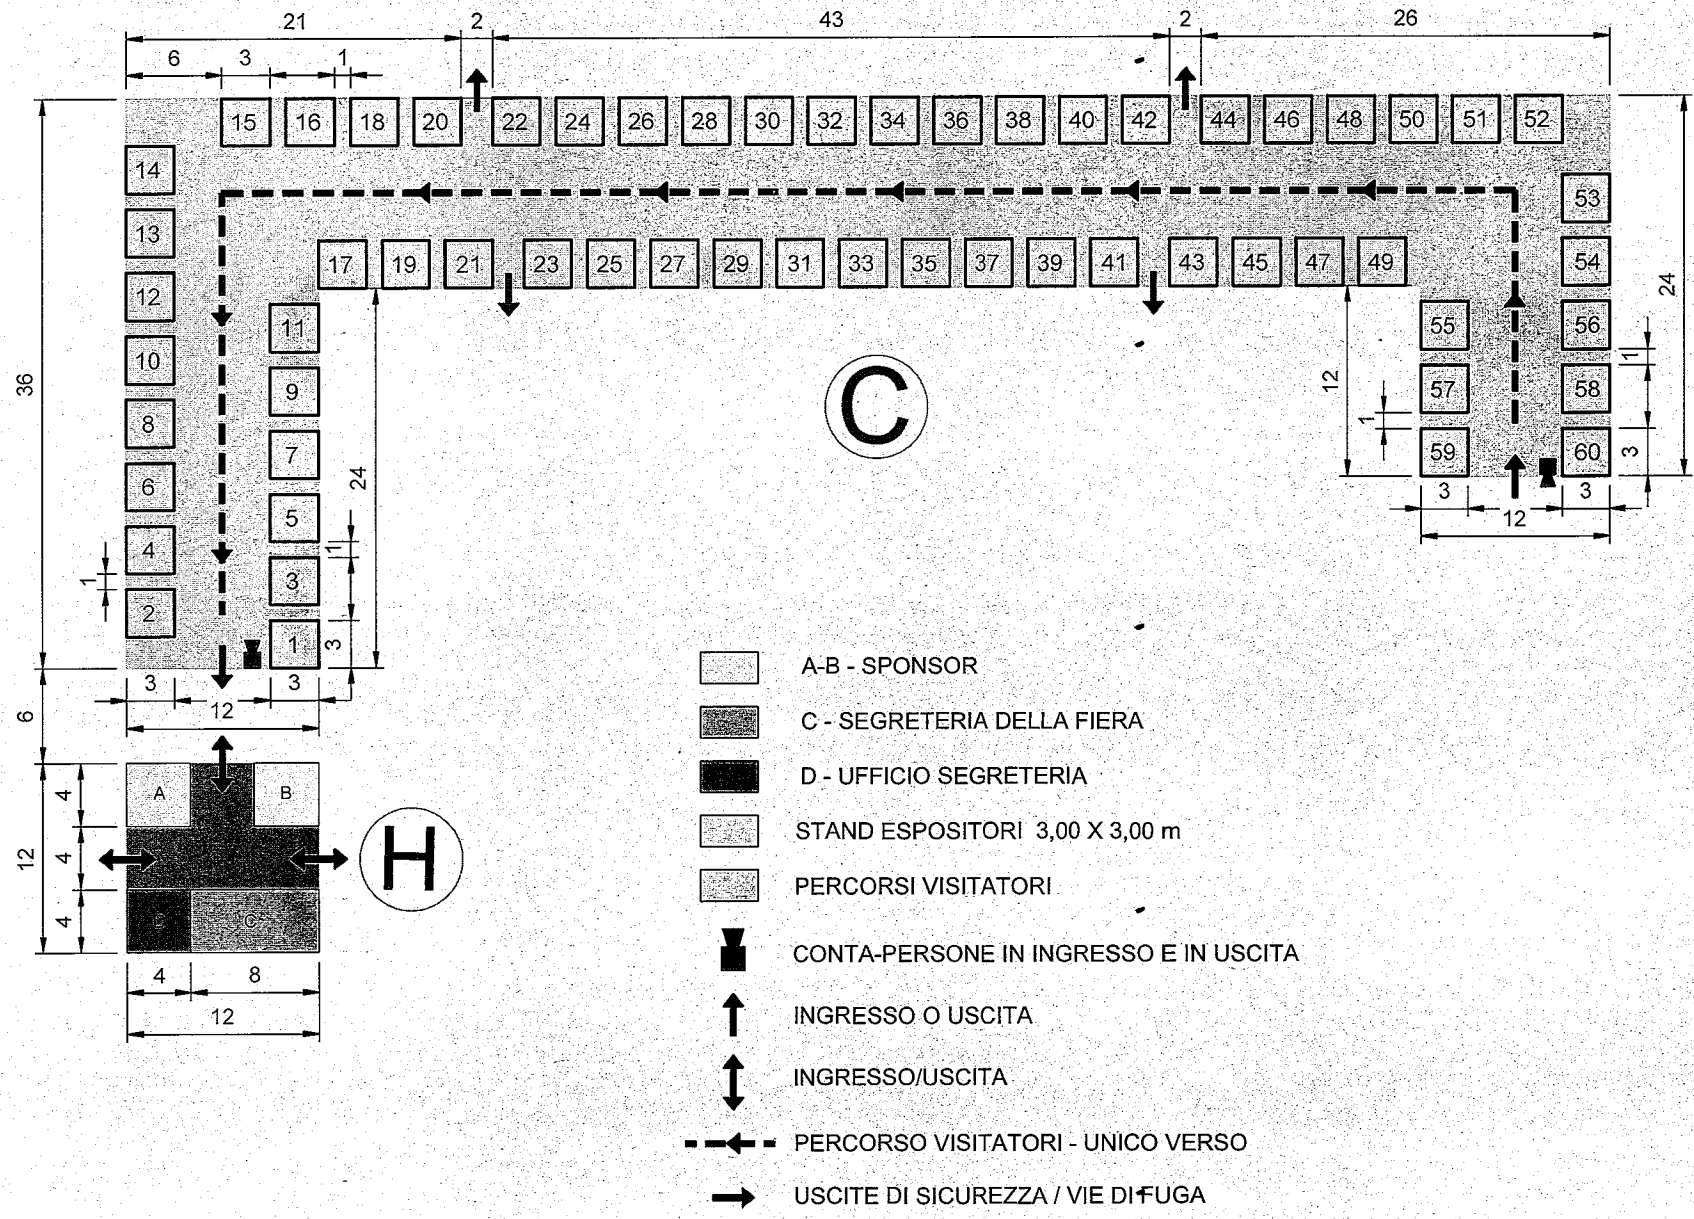 21 2 43 2 26
6 3 1
15 16 18 20 22 24 26 28 30 32 34 36 38 40 42 44 46 48 50 51 52
14
53
13
17 19 21 23 25 27 29 31 33 35 37 39 41 43 45 47 49
54
24
12
11
55 56
36
10
12
1
9
57 58
C
1
8
7
59 60
3
24
6
3 3
5
12
4
1
3
1
2
1
3
A-B - SPONSOR
3 3
12
6
C - SEGRETERIA DELLA FIERA
A B
4
D - UFFICIO SEGRETERIA
STAND ESPOSITORI 3,00 X 3,00 m
12
4
H
PERCORSI VISITATORI
4
D C
CONTA-PERSONE IN INGRESSO E IN USCITA
4 8
12
INGRESSO O USCITA
INGRESSO/USCITA
PERCORSO VISITATORI - UNICO VERSO
USCITE DI SICUREZZA / VIE DI FUGA